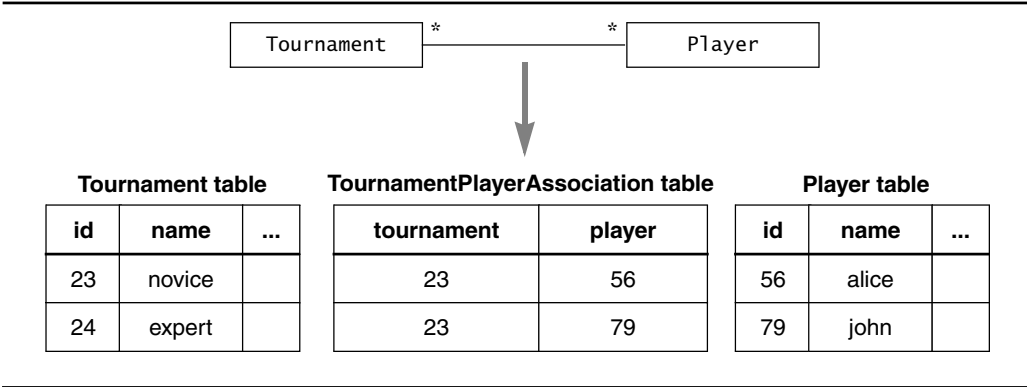 Tournament * * Player
Tournament table TournamentPlayerAssociation table Player table
id name ... tournament player id name ...
23 novice 23 56 56 alice
24 expert 23 79 79 john